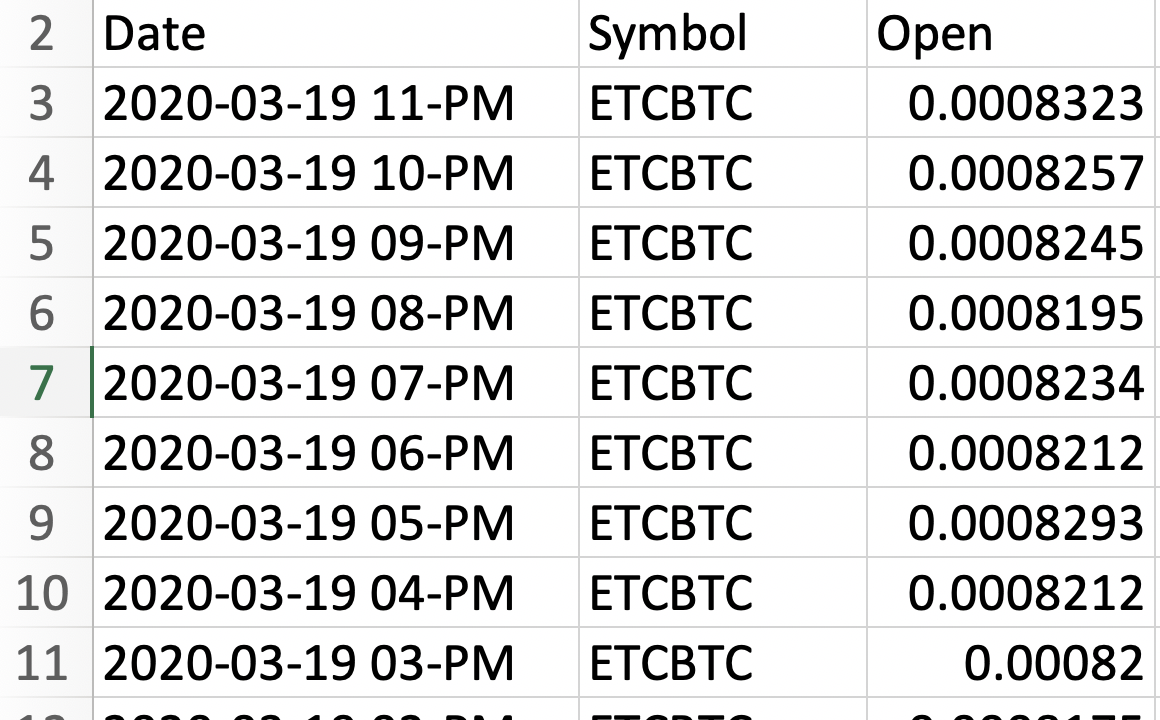 2 Date Symbol Open
3 2020-03-19 11-PM ETCBTC 0.0008323
4 2020-03-19 10-PM ETCBTC 0.0008257
5 2020-03-19 09-PM ETCBTC 0.0008245
6 2020-03-19 08-PM ETCBTC 0.0008195
7 2020-03-19 07-PM ETCBTC 0.0008234
8 2020-03-19 06-PM ETCBTC 0.0008212
9 2020-03-19 05-PM ETCBTC 0.0008293
10 2020-03-19 04-PM ETCBTC 0.0008212
11 2020-03-19 03-PM ETCBTC 0.00082